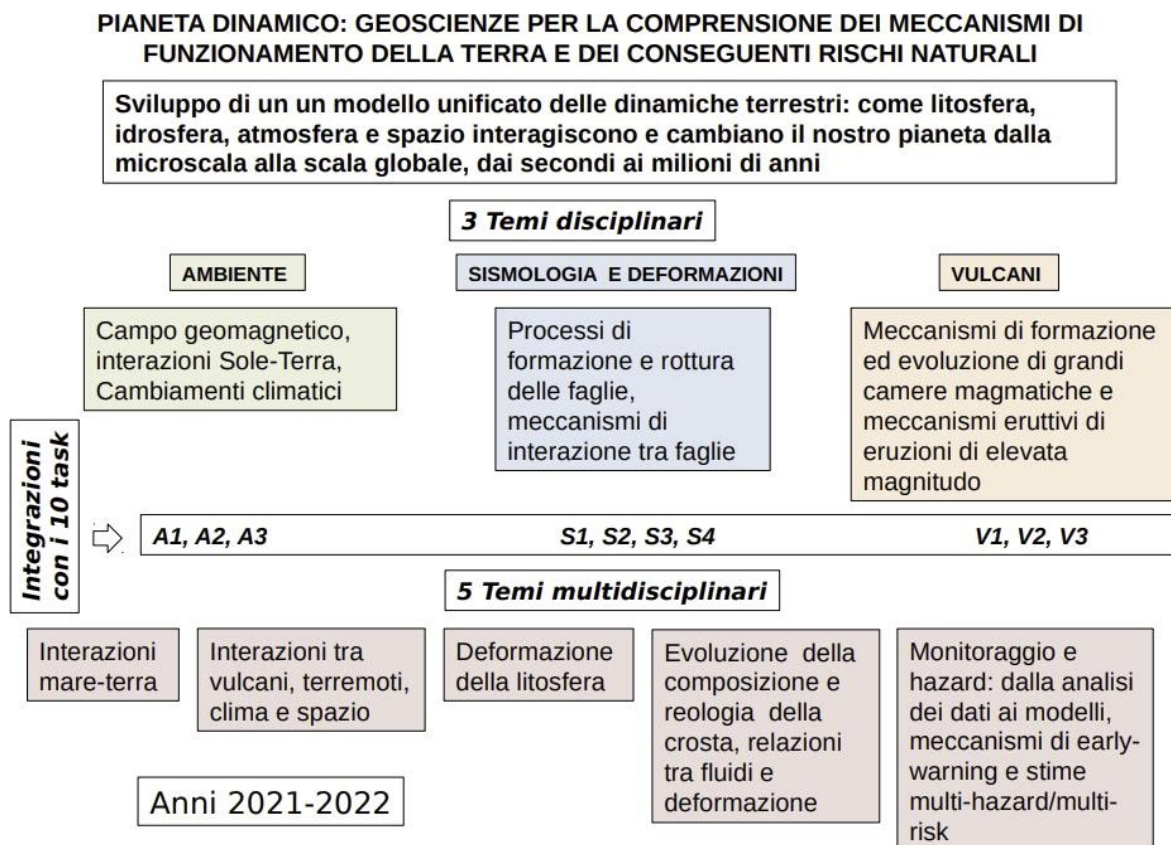 PIANETA DINAMICO: GEOSCIENZE PER LA COMPRENSIONE DEI MECCANISMI DI
FUNZIONAMENTO DELLA TERRA E DEI CONSEGUENTI RISCHI NATURALI
Sviluppo di un un modello unificato delle dinamiche terrestri: come litosfera,
idrosfera, atmosfera e spazio interagiscono e cambiano il nostro pianeta dalla
microscala alla scala globale, dai secondi ai milioni di anni
3 Temi disciplinari
AMBIENTE
Campo geomagnetico,
interazioni Sole-Terra,
Cambiamenti climatici
SISMOLOGIA E DEFORMAZIONI
Processi di
formazione e rottura
delle faglie,
meccanismi di
interazione tra faglie
VULCANI
Meccanismi di formazione
ed evoluzione di grandi
camere magmatiche e
meccanismi eruttivi di
eruzioni di elevata
magnitudo
Integrazioni
con i 10 task
A1, A2, A3
S1, S2, S3, S4
V1, V2, V3
5 Temi multidisciplinari
Interazioni
mare-terra
Interazioni tra
vulcani, terremoti,
clima e spazio
Deformazione
della litosfera
Evoluzione della
composizione e
reologia della
crosta, relazioni
tra fluidi e
deformazione
Monitoraggio e
hazard: dalla analisi
dei dati ai modelli,
meccanismi di early-
warning e stime
multi-hazard/multi-
risk
Anni 2021-2022